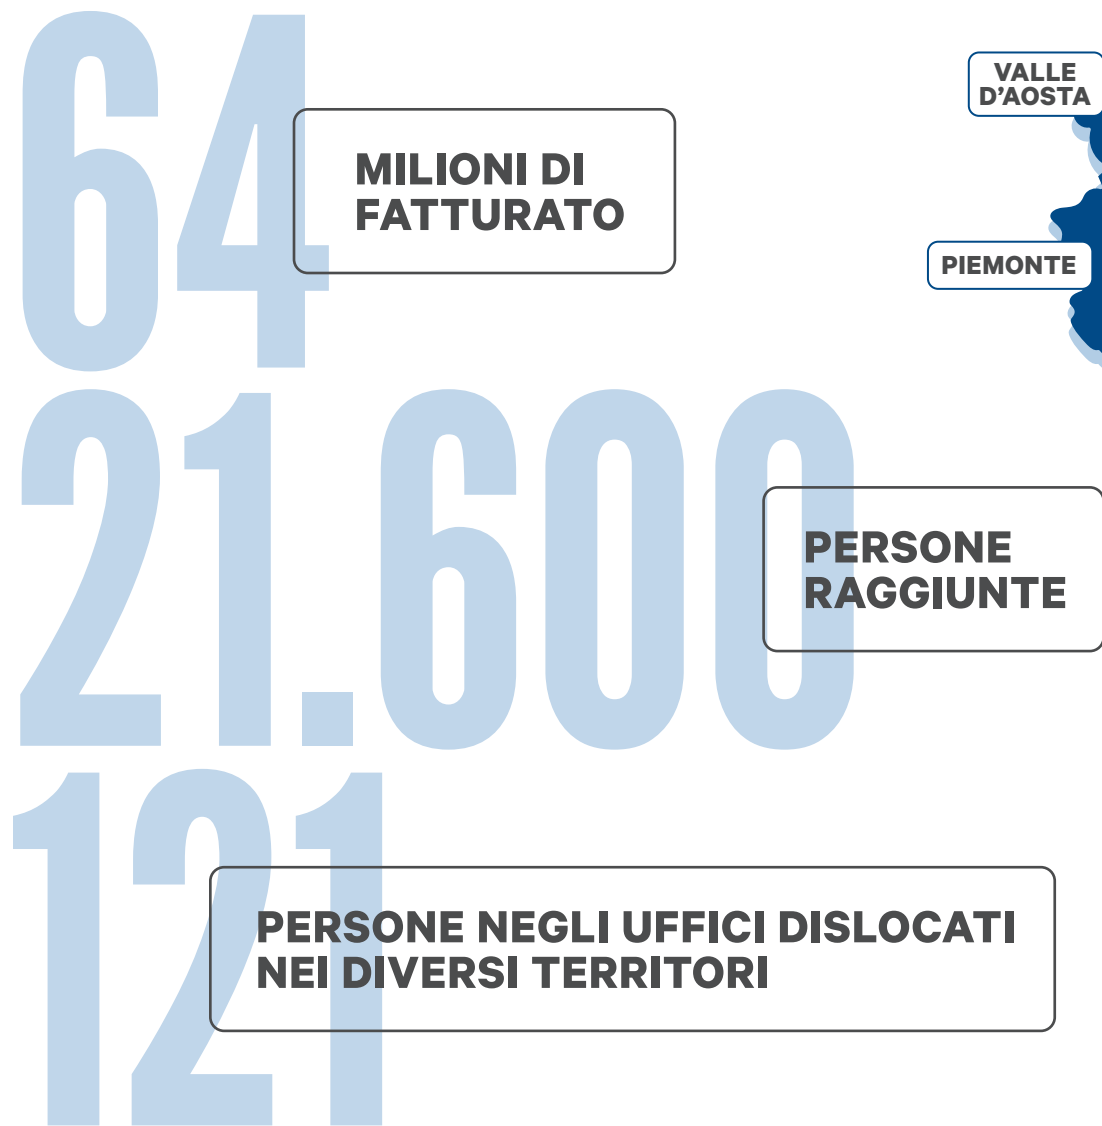 64
MILIONI DI
FATTURATO
VALLE
D'AOSTA
PIEMONTE
21.600
PERSONE
RAGGIUNTE
121
PERSONE NEGLI UFFICI DISLOCATI
NEI DIVERSI TERRITORI